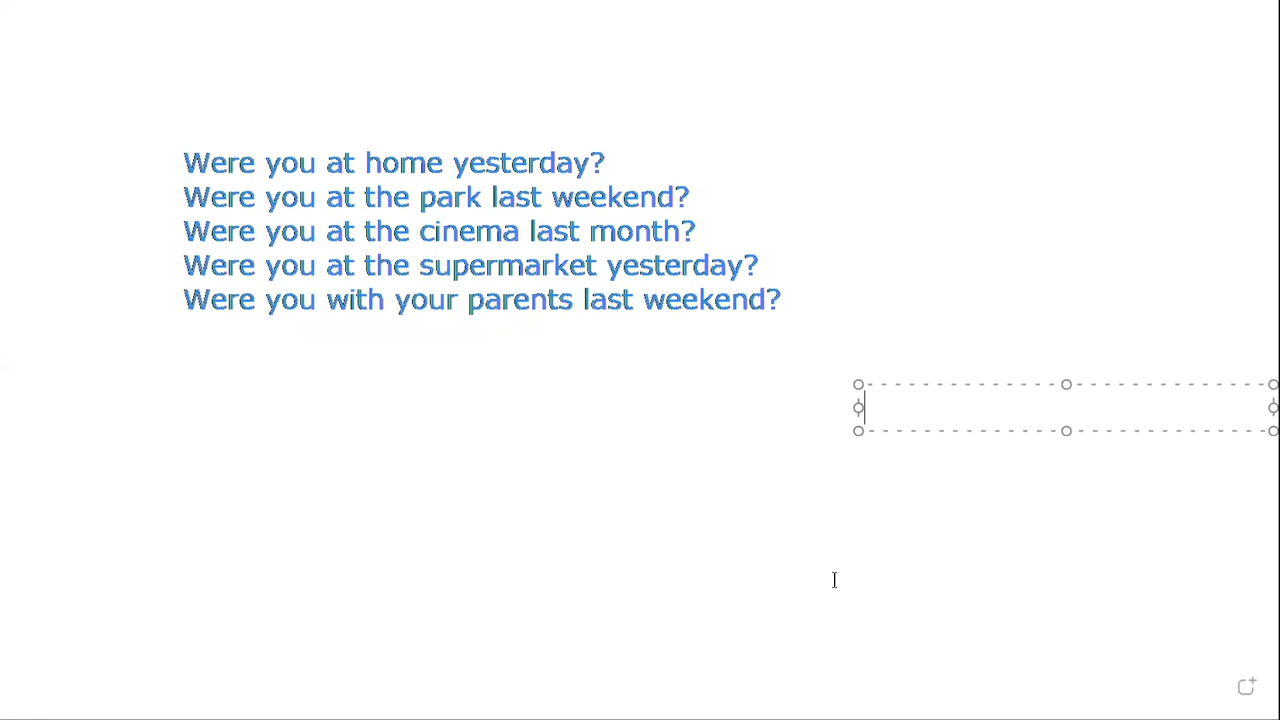 Were you at home yesterday?
Were you at the park last weekend?
Were you at the cinema last month?
Were you at the supermarket yesterday?
Were you with your parents last weekend?